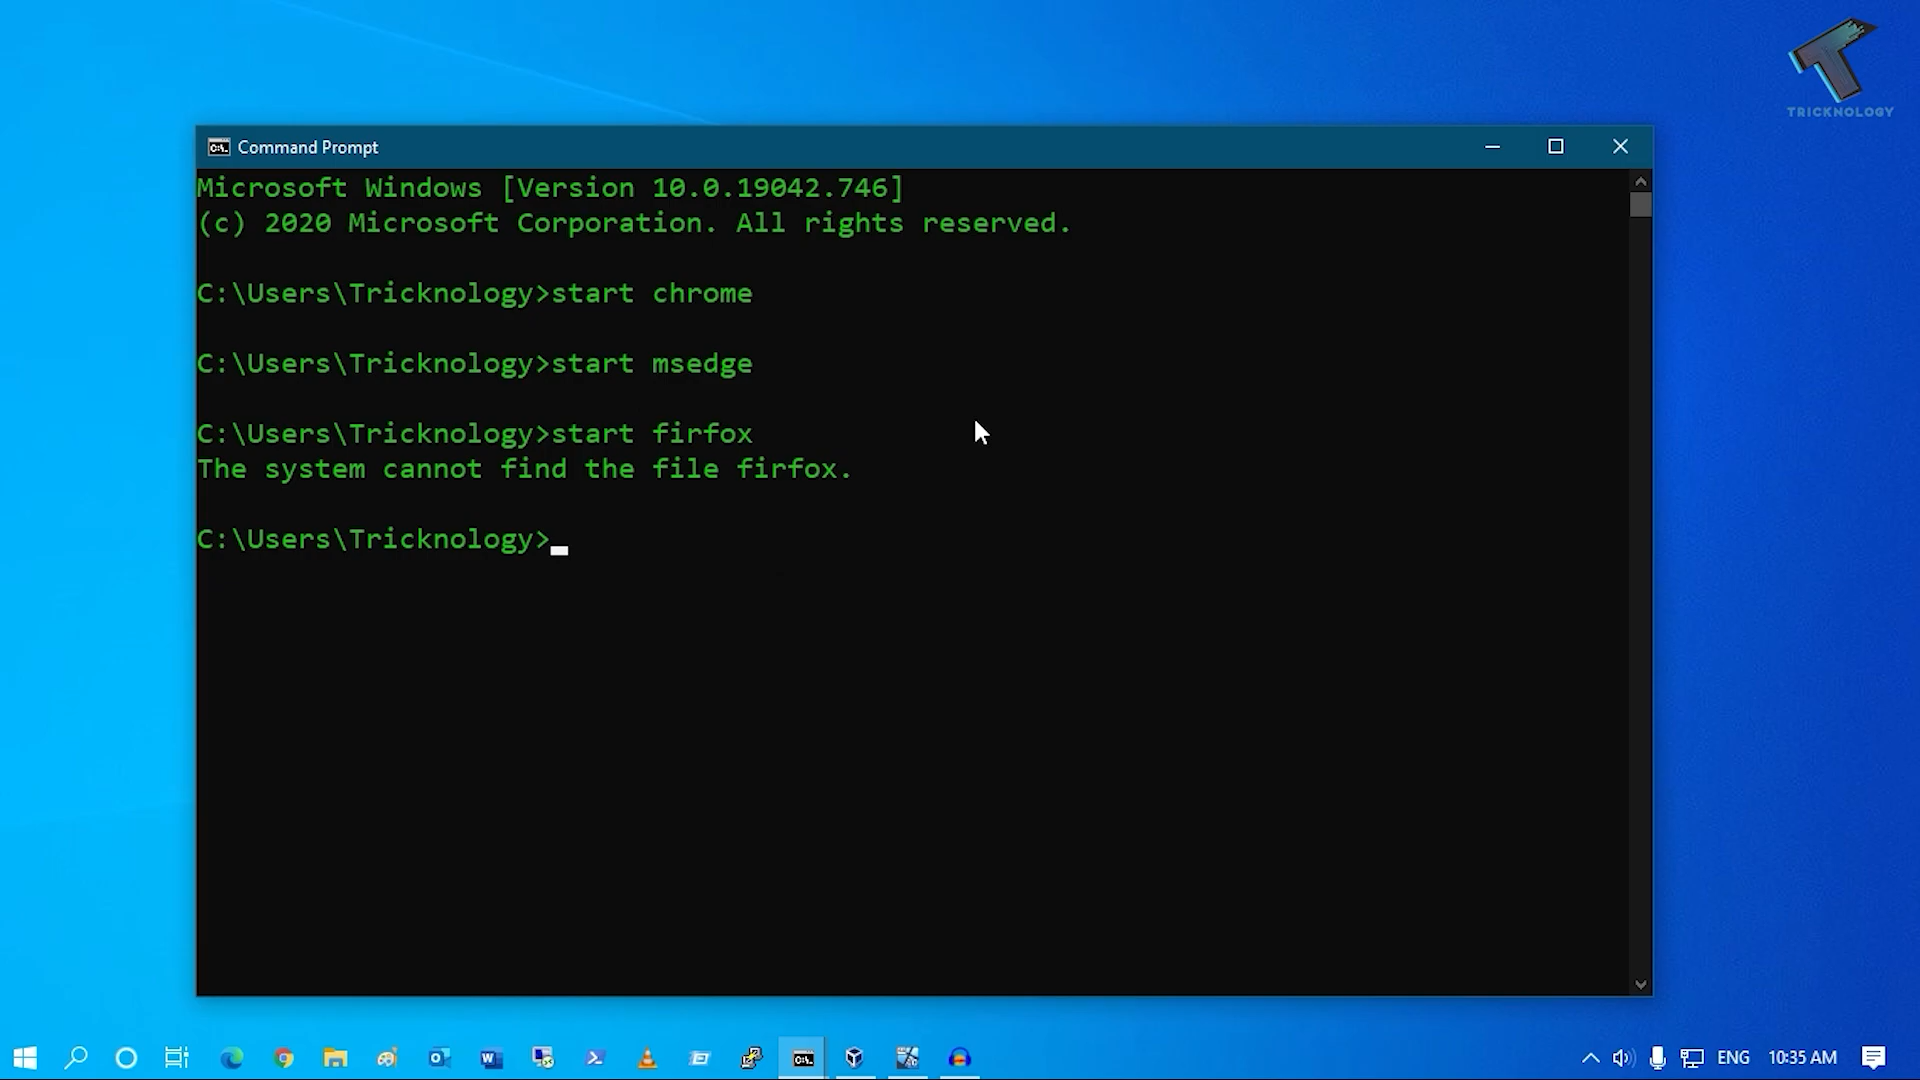 TRICKNOLOGY
Command Prompt
Microsoft Windows [Version 10.0.19042.746]
(c) 2020 Microsoft Corporation. All rights reserved.
C:\Users\Tricknology>start chrome
C:\Users\Tricknology>start msedge
C:\Users\Tricknology>start firfox
The system cannot find the file firfox.
C:\Users\Tricknology>
ENG 10:35 AM